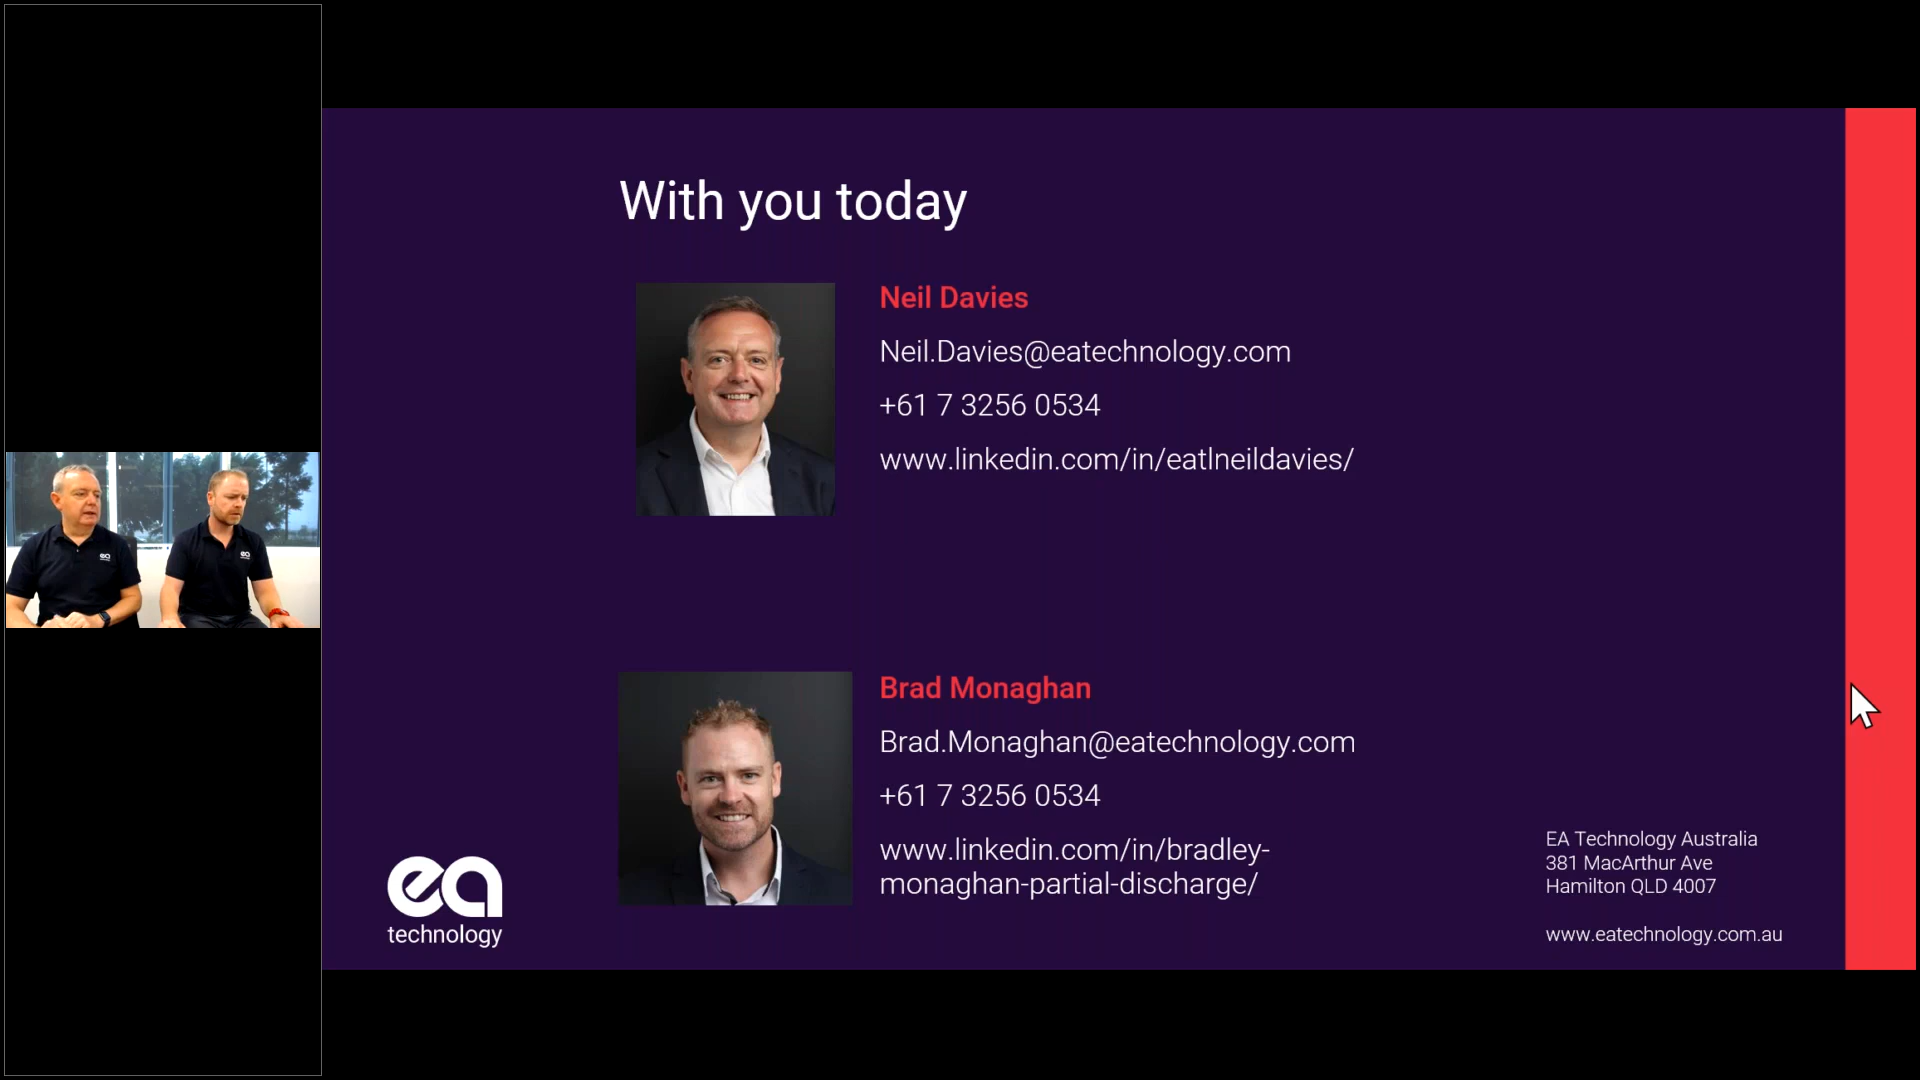 With you today
Neil Davies
Neil.Davies@eatechnology.com
+61 7 3256 0534
www.linkedin.com/in/eatlneildavies/
Brad Monaghan
Brad.Monaghan@eatechnology.com
+61 7 3256 0534
www.linkedin.com/in/bradley-
monaghan-partial-discharge/
ea
technology
EA Technology Australia
381 MacArthur Ave
Hamilton QLD 4007
www.eatechnology.com.au
ea
ea